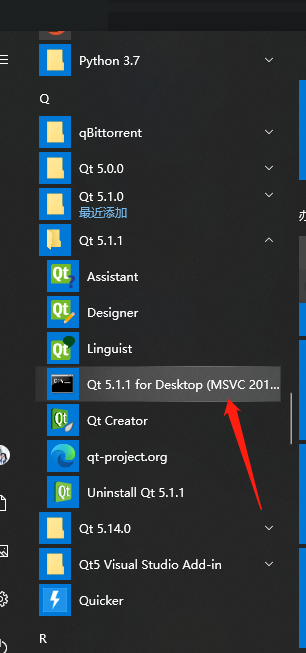 Python 3.7
Q
qBittorrent
Qt 5.0.0
Qt 5.1.0
最近添加
Qt 5.1.1
Assistant
Designer
Linguist
Qt 5.1.1 for Desktop (MSVC 201...
Qt Creator
qt-project.org
Uninstall Qt 5.1.1
Qt 5.14.0
Qt5 Visual Studio Add-in
Quicker
R